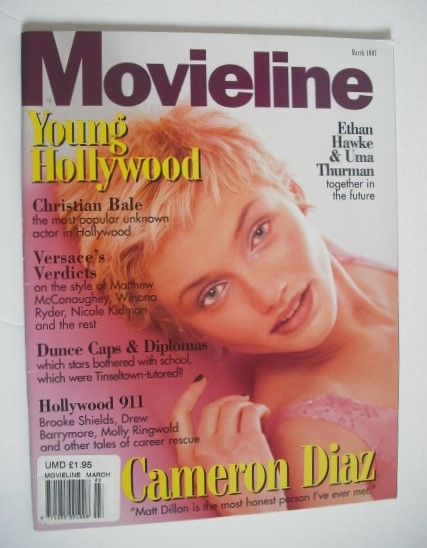 March 1997
Movieline
Young
Hollywood
Ethan
Hawke
& Uma
Thurman
together in
the future
Christian Bale
the most popular unknown
actor in Hollywood
Versace's
Verdicts
on the style of Matthew
McConaughey, Winona
Ryder, Nicole Kidman
and the rest
Dunce Caps & Diplomas
which stars bothered with school,
which were Tinseltown-tutored?
Hollywood 911
Brooke Shields, Drew
Barrymore, Molly Ringwald
and other tales of career rescue
UMD £1.95
MOVIELINE MARCH
Cameron Diaz
"Matt Dillon is the most honest person I've ever met."